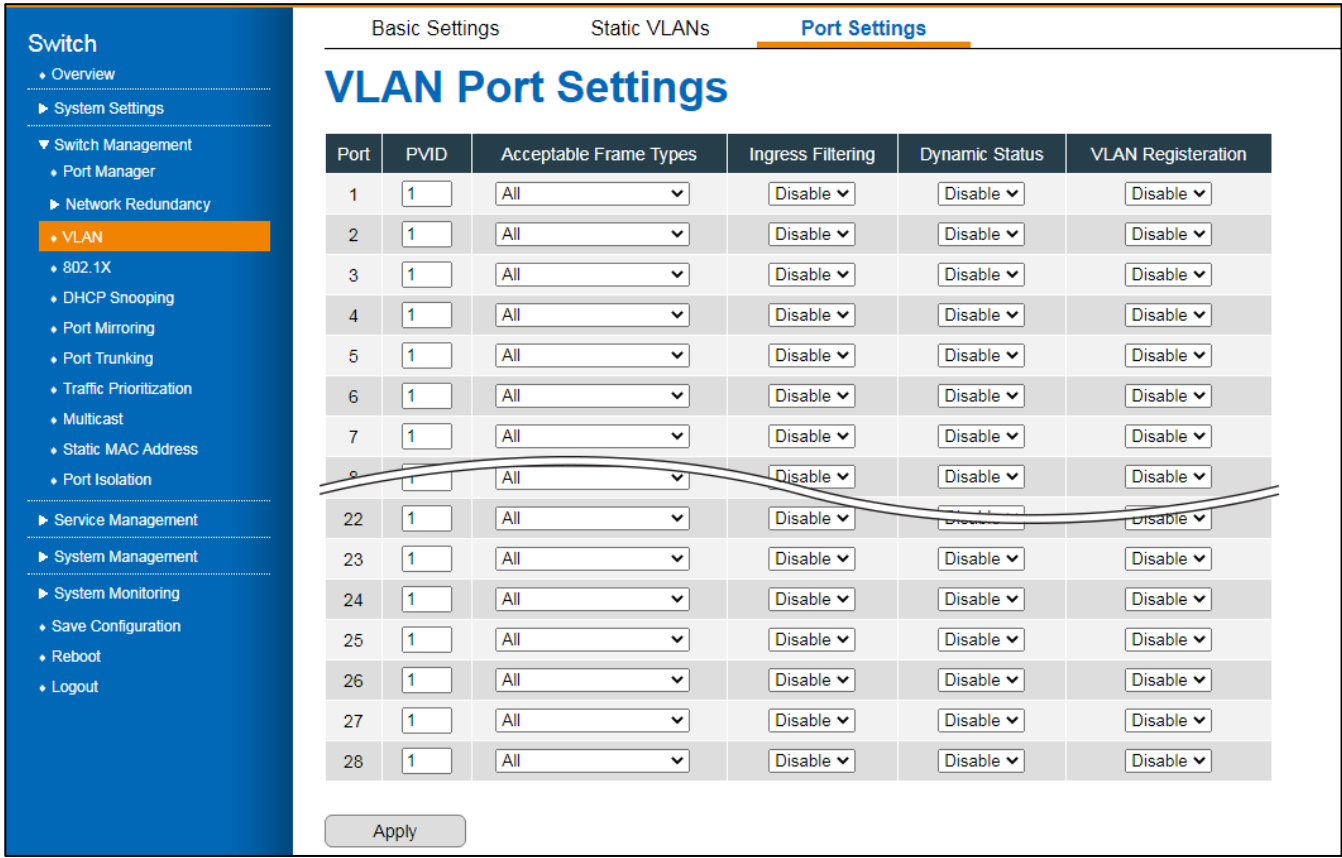 Switch
Overview
System Settings
Switch Management
Port Manager
Network Redundancy
VLAN
802.1X
DHCP Snooping
Port Mirroring
Port Trunking
Traffic Prioritization
Multicast
Static MAC Address
Port Isolation
Service Management
System Management
System Monitoring
Save Configuration
Reboot
Logout
Basic Settings Static VLANs Port Settings
VLAN Port Settings
Port PVID Acceptable Frame Types Ingress Filtering Dynamic Status VLAN Registeration
1 1 All Disable Disable Disable
2 1 All Disable Disable Disable
3 1 All Disable Disable Disable
4 1 All Disable Disable Disable
5 1 All Disable Disable Disable
6 1 All Disable Disable Disable
7 1 All Disable Disable Disable
8 1 All Disable Disable Disable
22 1 All Disable Disable Disable
23 1 All Disable Disable Disable
24 1 All Disable Disable Disable
25 1 All Disable Disable Disable
26 1 All Disable Disable Disable
27 1 All Disable Disable Disable
28 1 All Disable Disable Disable
Apply